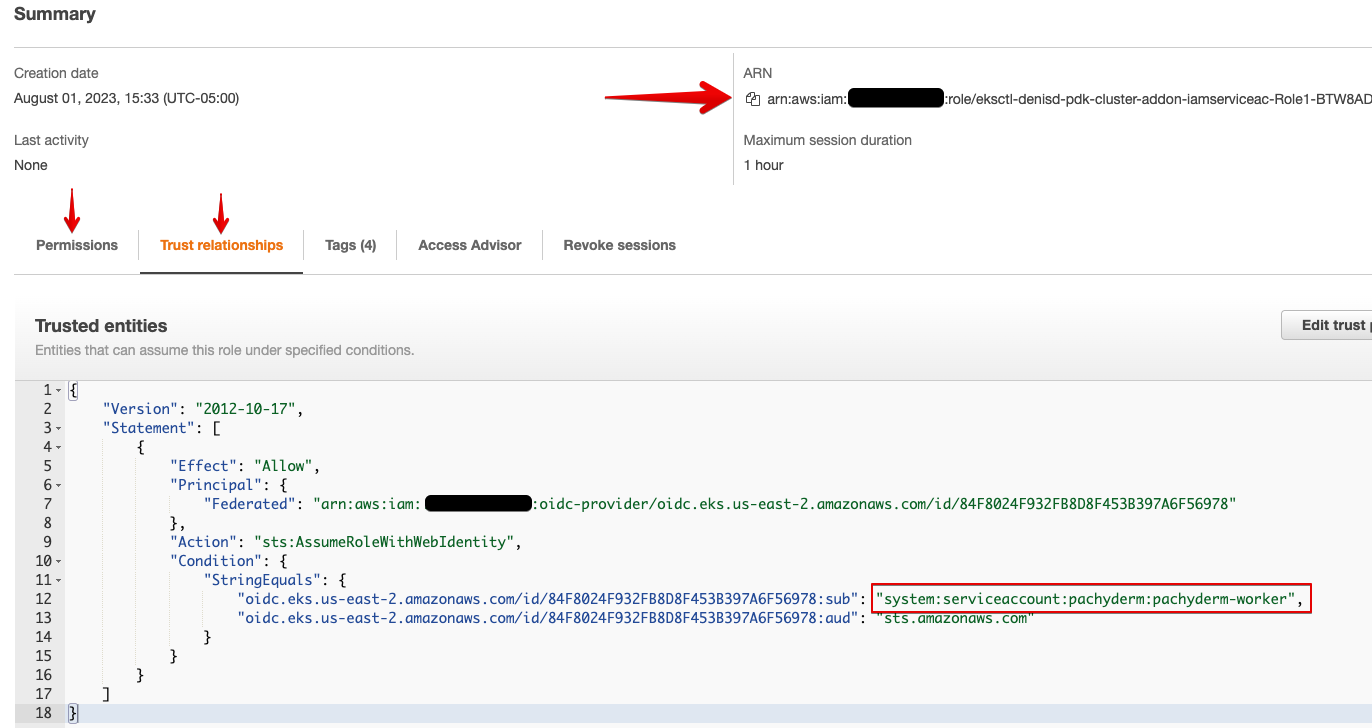 Summary
Creation date
August 01, 2023, 15:33 (UTC-05:00)
ARN
arn:aws:iam: :role/eksctl-denisd-pdk-cluster-addon-iamserviceac-Role1-BTW8AD
Last activity
None
Maximum session duration
1 hour
Permissions
Trust relationships
Tags (4)
Access Advisor
Revoke sessions
Trusted entities
Entities that can assume this role under specified conditions.
Edit trust
1 {
2 "Version": "2012-10-17",
3 "Statement": [
4 {
5 "Effect": "Allow",
6 "Principal": {
7 "Federated": "arn:aws:iam: :oidc-provider/oidc.eks.us-east-2.amazonaws.com/id/84F8024F932FB8D8F453B397A6F56978"
8 },
9 "Action": "sts:AssumeRoleWithWebIdentity",
10 "Condition": {
11 "StringEquals": {
12 "oidc.eks.us-east-2.amazonaws.com/id/84F8024F932FB8D8F453B397A6F56978:sub": "system:serviceaccount:pachyderm:pachyderm-worker",
13 "oidc.eks.us-east-2.amazonaws.com/id/84F8024F932FB8D8F453B397A6F56978:aud": "sts.amazonaws.com"
14 }
15 }
16 }
17 ]
18 }